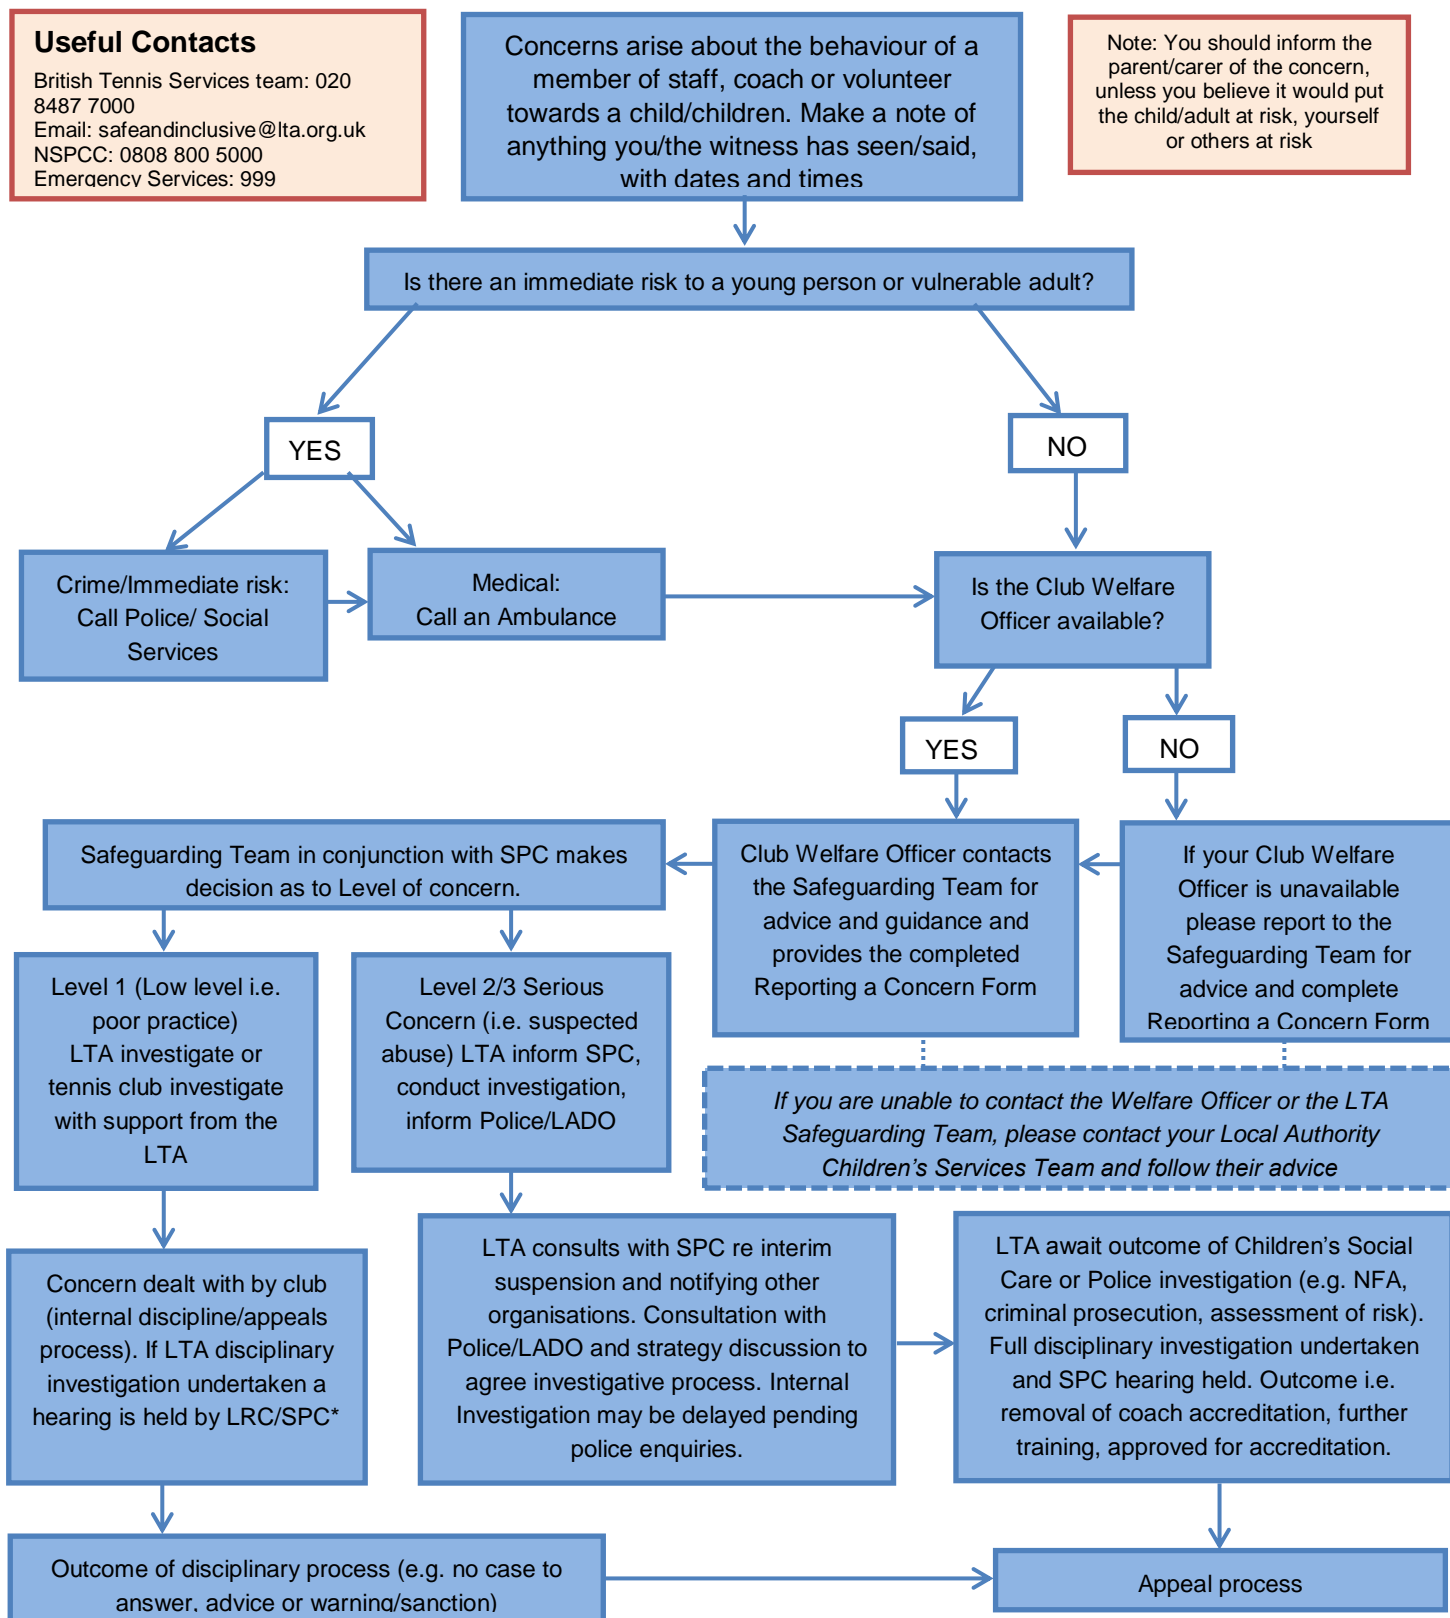 Useful Contacts
British Tennis Services team: 020
8487 7000
Email: safeandinclusive@lta.org.uk
NSPCC: 0808 800 5000
Emergency Services: 999
Concerns arise about the behaviour of a
member of staff, coach or volunteer
towards a child/children. Make a note of
anything you/the witness has seen/said,
with dates and times
Note: You should inform the
parent/carer of the concern,
unless you believe it would put
the child/adult at risk, yourself
or others at risk
Is there an immediate risk to a young person or vulnerable adult?
YES
NO
Crime/Immediate risk:
Call Police/ Social
Services
Medical:
Call an Ambulance
Is the Club Welfare
Officer available?
YES
NO
Safeguarding Team in conjunction with SPC makes
decision as to Level of concern.
Club Welfare Officer contacts
the Safeguarding Team for
advice and guidance and
provides the completed
Reporting a Concern Form
If your Club Welfare
Officer is unavailable
please report to the
Safeguarding Team for
advice and complete
Reporting a Concern Form
Level 1 (Low level i.e.
poor practice)
LTA investigate or
tennis club investigate
with support from the
LTA
Level 2/3 Serious
Concern (i.e. suspected
abuse) LTA inform SPC,
conduct investigation,
inform Police/LADO
If you are unable to contact the Welfare Officer or the LTA
Safeguarding Team, please contact your Local Authority
Children's Services Team and follow their advice
Concern dealt with by club
(internal discipline/appeals
process). If LTA disciplinary
investigation undertaken a
hearing is held by LRC/SPC*
LTA consults with SPC re interim
suspension and notifying other
organisations. Consultation with
Police/LADO and strategy discussion to
agree investigative process. Internal
Investigation may be delayed pending
police enquiries.
LTA await outcome of Children's Social
Care or Police investigation (e.g. NFA,
criminal prosecution, assessment of risk).
Full disciplinary investigation undertaken
and SPC hearing held. Outcome i.e.
removal of coach accreditation, further
training, approved for accreditation.
Outcome of disciplinary process (e.g. no case to
answer, advice or warning/sanction)
Appeal process